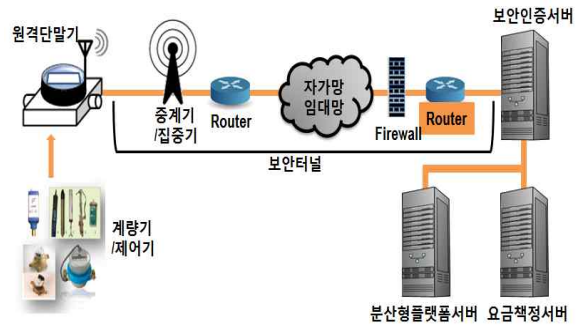 원격단말기
중계기
/집중기
Router
자가망
임대망
Firewall
Router
보안인증서버
보안터널
계량기
/제어기
분산형플랫폼서버
요금책정서버